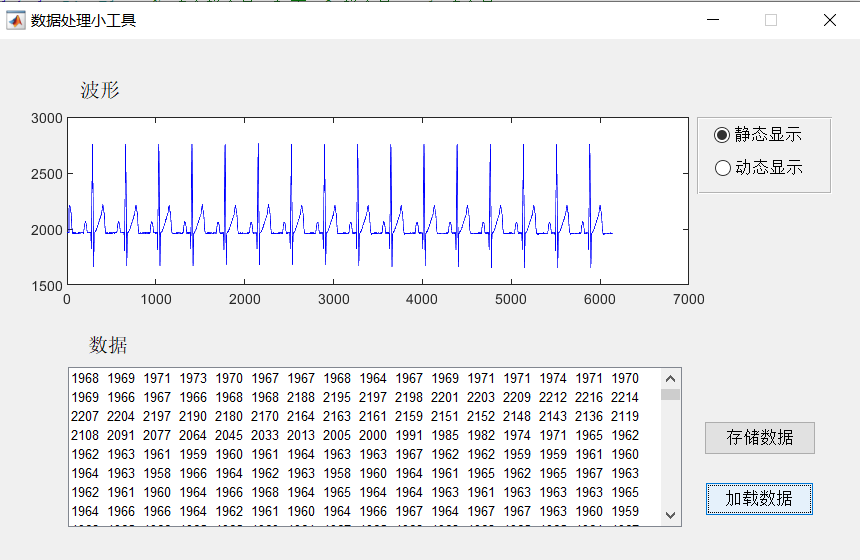 数据处理小工具
波形
3000
2500
2000
1500
0 1000 2000 3000 4000 5000 6000 7000
静态显示
动态显示
数据
1968 1969 1971 1973 1970 1967 1967 1968 1964 1967 1969 1971 1971 1974 1971 1970
1969 1966 1967 1967 1968 1968 2188 2195 2197 2198 2201 2203 2209 2212 2216 2214
2207 2204 2197 2190 2180 2170 2164 2163 2161 2159 2151 2152 2148 2143 2136 2119
2108 2091 2077 2064 2045 2033 2013 2005 2000 1991 1985 1982 1974 1971 1965 1962
1962 1963 1961 1959 1960 1961 1964 1963 1963 1967 1962 1962 1959 1959 1961 1960
1964 1963 1958 1966 1964 1962 1963 1958 1960 1964 1961 1965 1962 1965 1967 1963
1962 1961 1960 1964 1966 1968 1964 1965 1964 1964 1963 1961 1963 1963 1963 1965
1964 1966 1966 1964 1962 1961 1960 1964 1966 1967 1964 1967 1967 1963 1960 1959
存储数据
加载数据